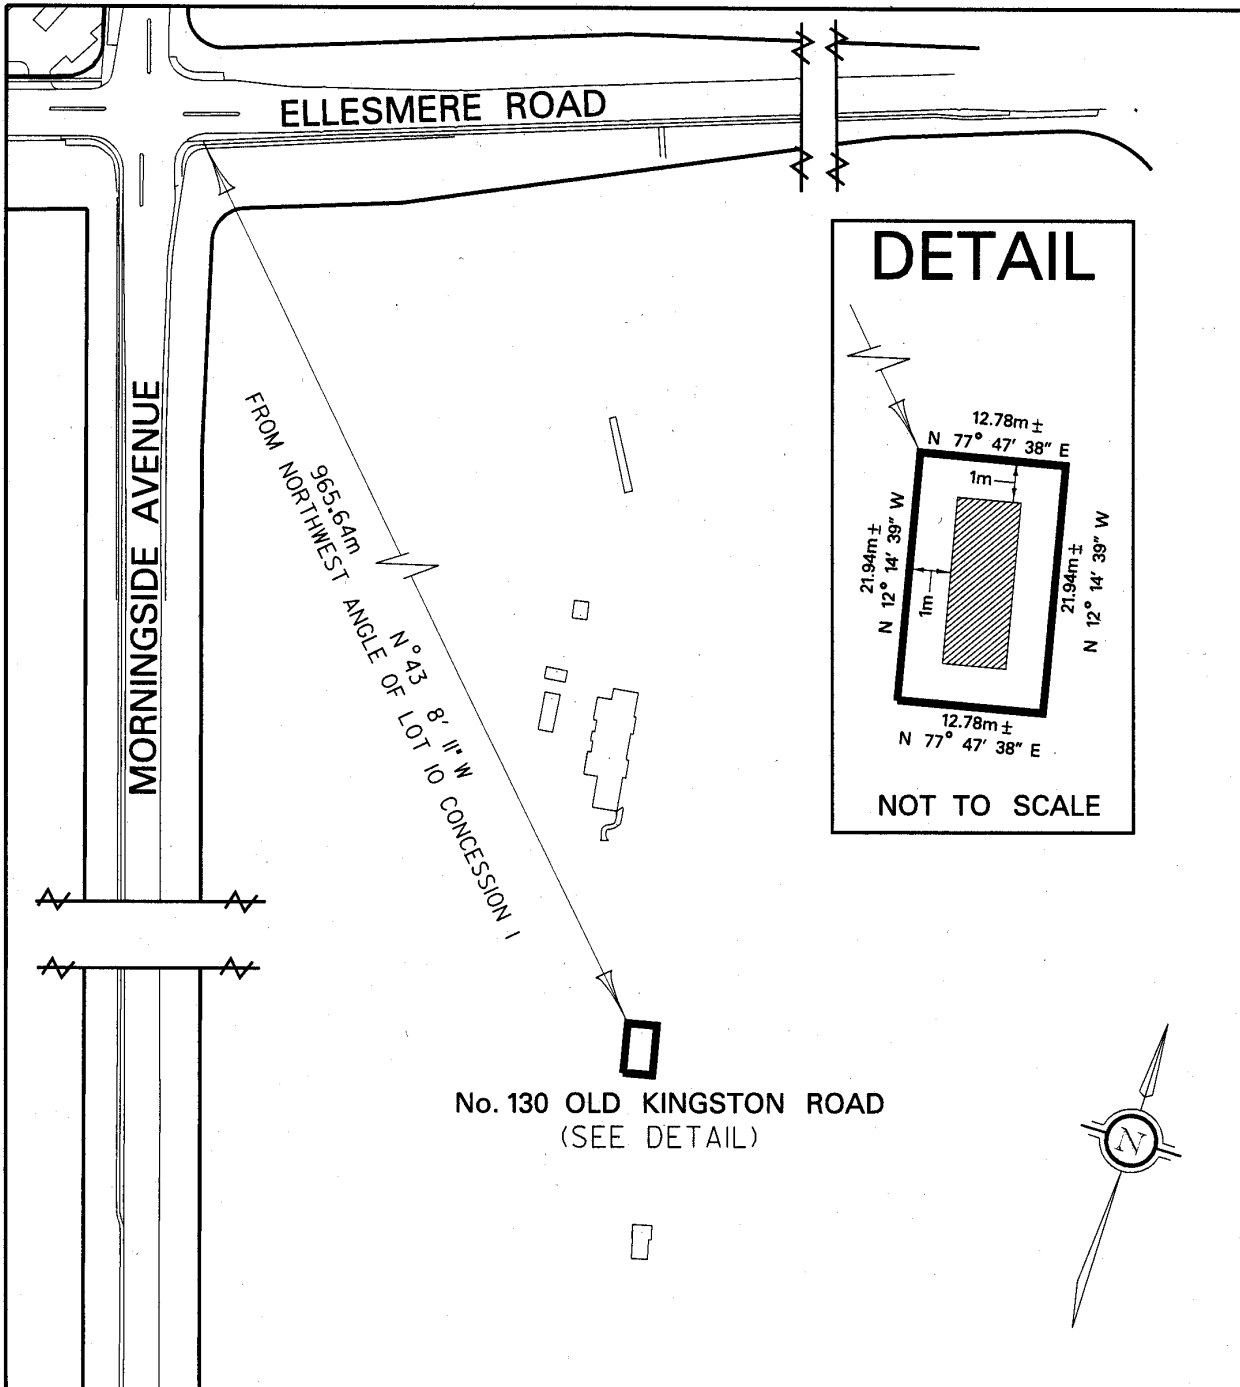 ELLESMERE ROAD
MORNINGSIDE AVENUE
965.64m
FROM NORTHWEST ANGLE OF LOT 10 CONCESSION 1
N °43 8' 11" W
DETAIL
12.78m ±
N 77° 47' 38" E
1m
21.94m ±
N 12° 14' 39" W
1m
21.94m ±
N 12° 14' 39" W
12.78m ±
N 77° 47' 38" E
NOT TO SCALE
No. 130 OLD KINGSTON ROAD
(SEE DETAIL)
N